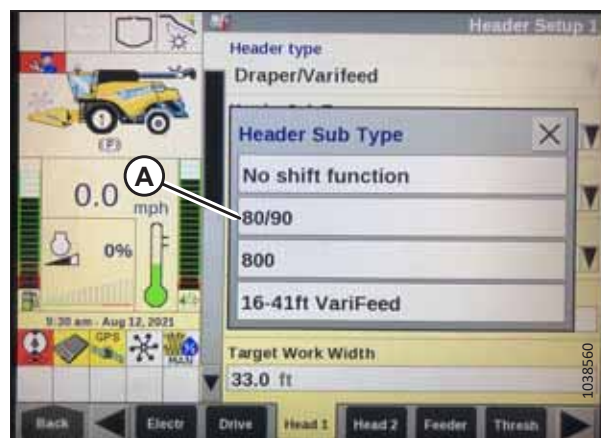 Header Setup 1
Header type
Draper/Varifeed
Header Sub Type
No shift function
80/90
800
16-41ft VariFeed
A
(P)
0.0 mph
0%
9:30 am - Aug 12, 2021
GPS
Target Work Width
33.0 ft
Back
Electr
Drive
Head 1
Head 2
Feeder
Thresh
1038560